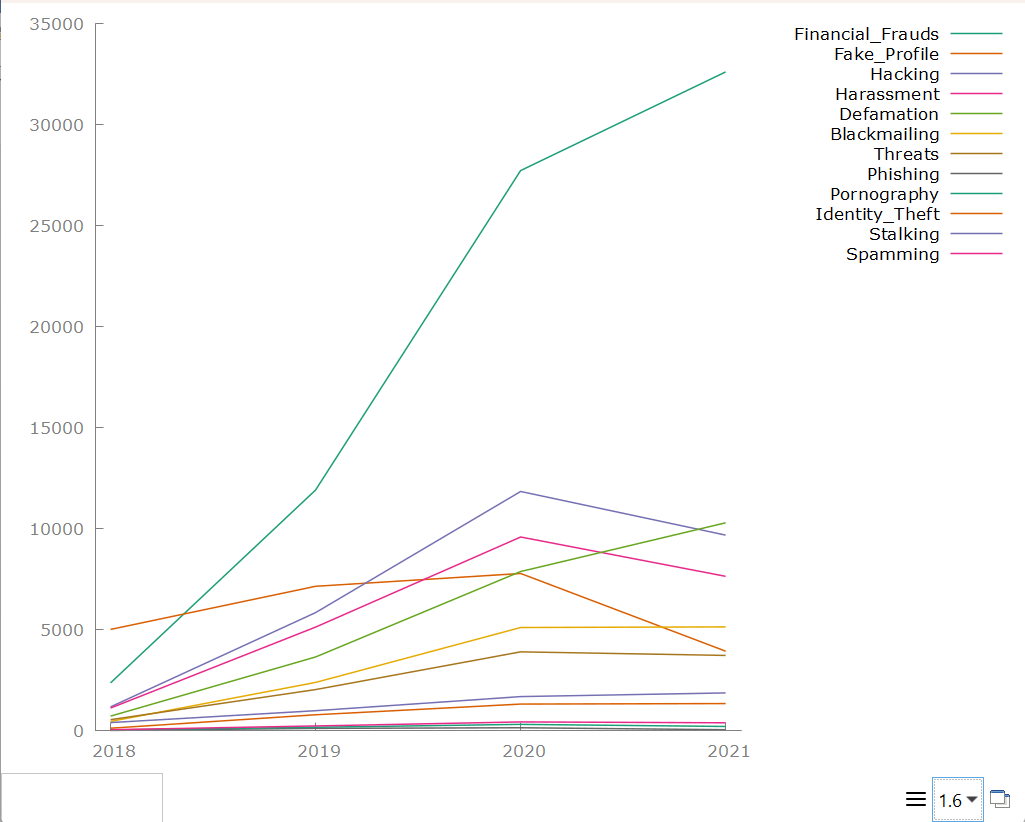 35000
30000
25000
20000
15000
10000
5000
0
2018 2019 2020 2021
Financial_Frauds
Fake_Profile
Hacking
Harassment
Defamation
Blackmailing
Threats
Phishing
Pornography
Identity_Theft
Stalking
Spamming
1.6